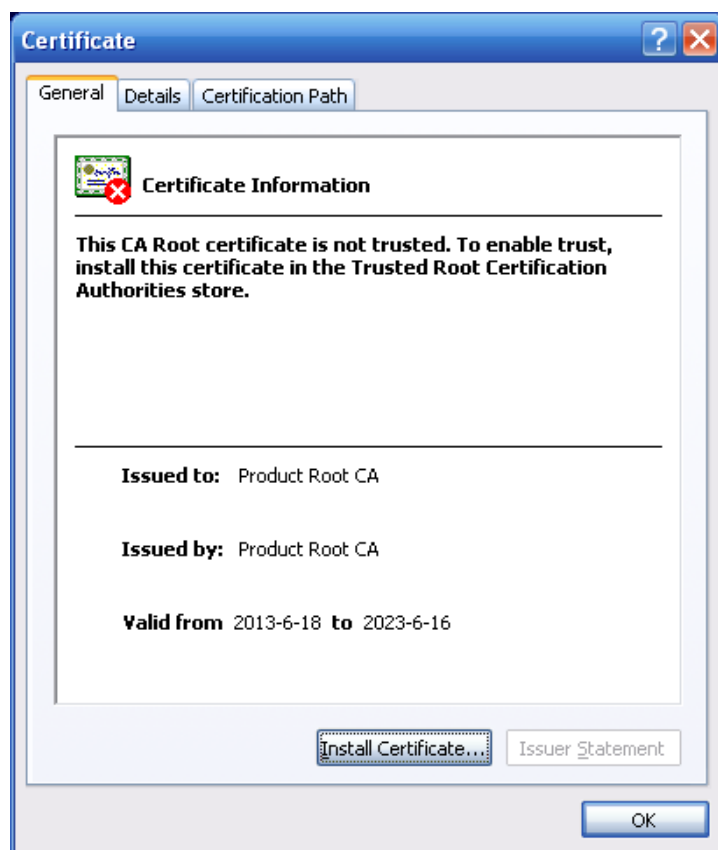 Certificate
General Details Certification Path
Certificate Information
This CA Root certificate is not trusted. To enable trust,
install this certificate in the Trusted Root Certification
Authorities store.
Issued to: Product Root CA
Issued by: Product Root CA
Valid from 2013-6-18 to 2023-6-16
Install Certificate... Issuer Statement
OK